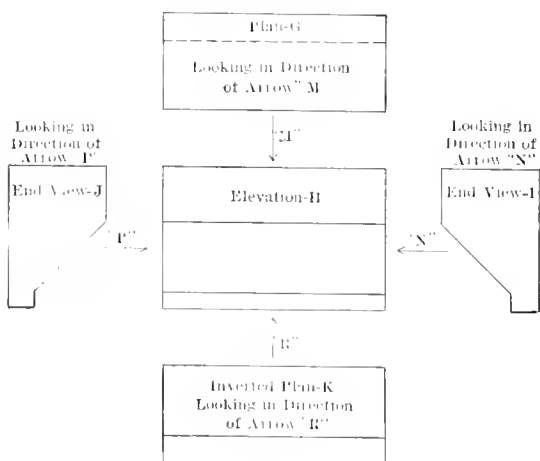 Plan-G
Looking in Direction
of Arrow "M
"M"
Looking in
Direction of
Arrow "P"
End View-J
"P"
Elevation-H
Looking in
Direction of
Arrow "N"
End View-I
"N"
"R"
Inverted Plan-K
Looking in Direction
of Arrow "R"